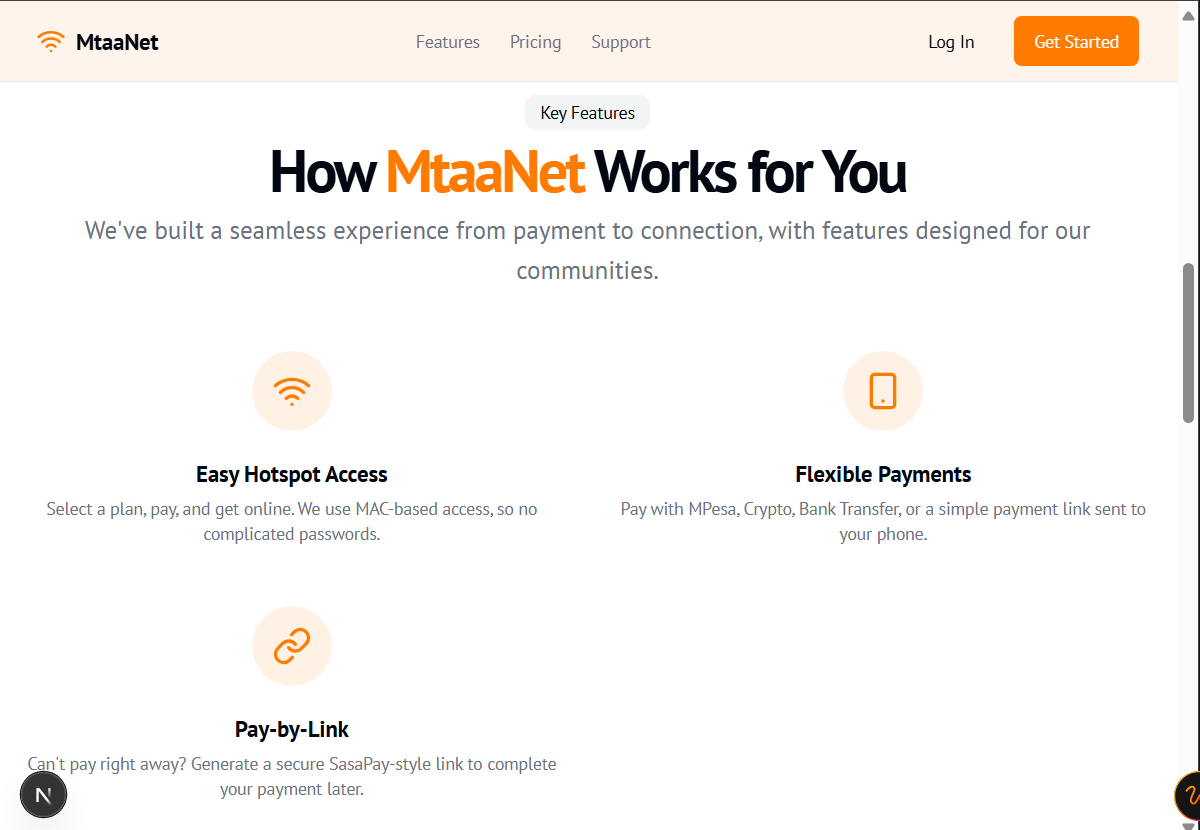 MtaaNet
Features
Pricing
Support
Log In
Get Started
Key Features
How MtaaNet Works for You
We've built a seamless experience from payment to connection, with features designed for our
communities.
Easy Hotspot Access
Select a plan, pay, and get online. We use MAC-based access, so no
complicated passwords.
Flexible Payments
Pay with MPesa, Crypto, Bank Transfer, or a simple payment link sent to
your phone.
Pay-by-Link
Can't pay right away? Generate a secure SasaPay-style link to complete
your payment later.
N